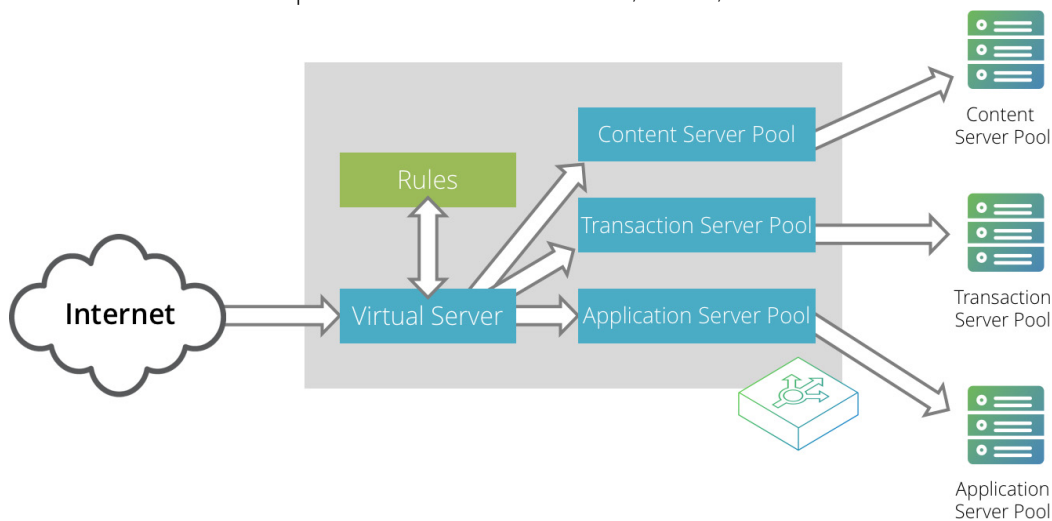 Content Server Pool
Content
Server Pool
Rules
Transaction Server Pool
Transaction
Server Pool
Internet
Virtual Server
Application Server Pool
Application
Server Pool